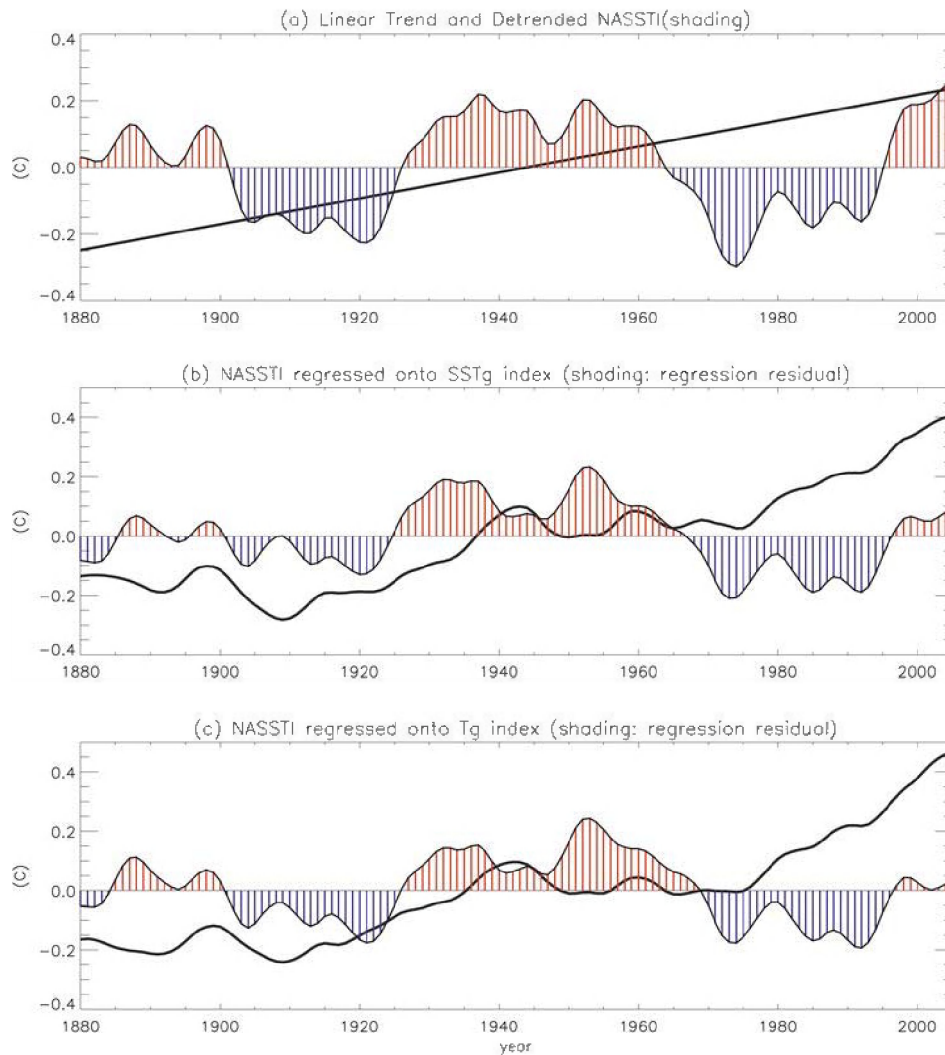 (a) Linear Trend and Detrended NASSTI(shading)
0.4
0.2
0.0
−0.2
−0.4
(C)
1880 1900 1920 1940 1960 1980 2000
(b) NASSTI regressed onto SSTg index (shading: regression residual)
0.4
0.2
0.0
−0.2
−0.4
(C)
1880 1900 1920 1940 1960 1980 2000
(c) NASSTI regressed onto Tg index (shading: regression residual)
0.4
0.2
0.0
−0.2
−0.4
(C)
1880 1900 1920 1940 1960 1980 2000
year